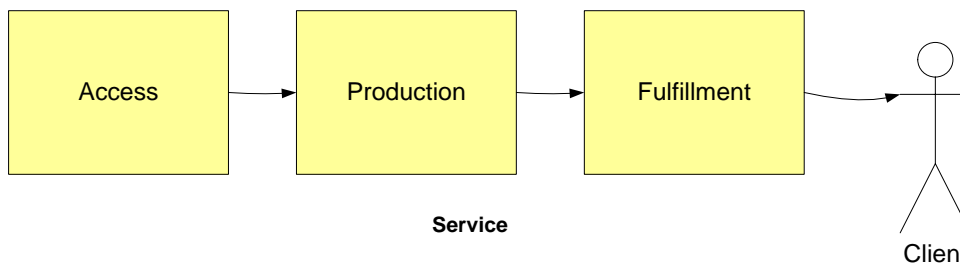 Access
Production
Fulfillment
Service
Clien